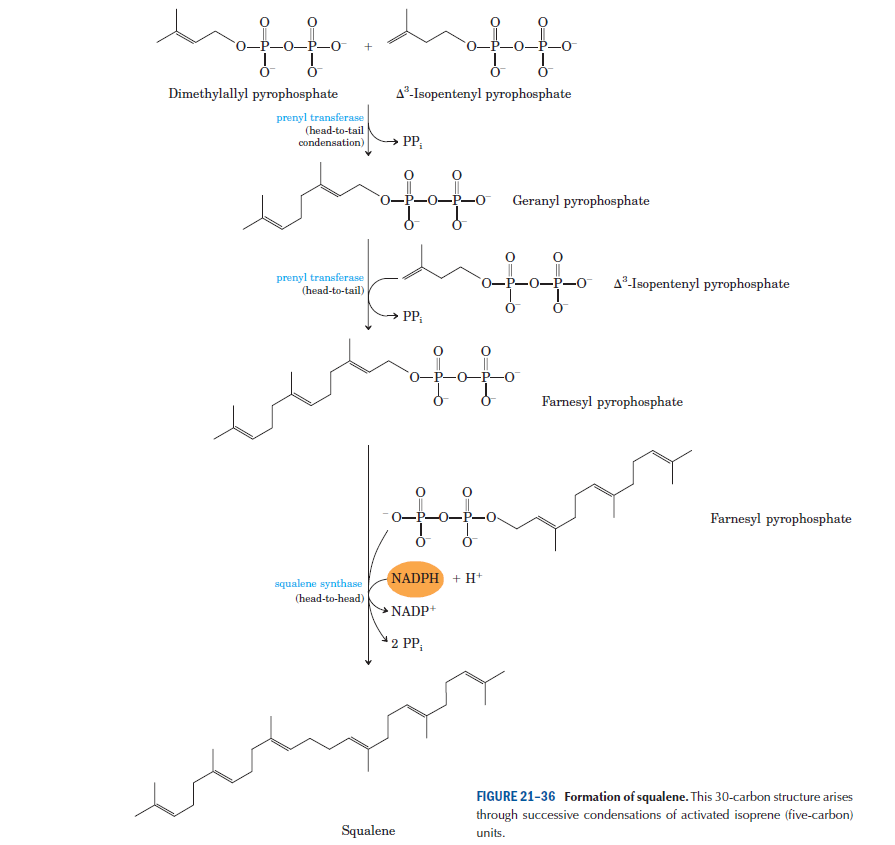 O O O O
O—P—O—P—O⁻ + O—P—O—P—O⁻
O⁻ O⁻ O⁻ O⁻
Dimethylallyl pyrophosphate Δ³-Isopentenyl pyrophosphate
prenyl transferase
(head-to-tail
condensation)
PPᵢ
O O
O—P—O—P—O⁻
O⁻ O⁻
Geranyl pyrophosphate
prenyl transferase
(head-to-tail)
O O
O—P—O—P—O⁻
O⁻ O⁻
Δ³-Isopentenyl pyrophosphate
PPᵢ
O O
O—P—O—P—O⁻
O⁻ O⁻
Farnesyl pyrophosphate
O O
⁻O—P—O—P—O
O⁻ O⁻
Farnesyl pyrophosphate
squalene synthase
(head-to-head)
NADPH + H⁺
NADP⁺
2 PPᵢ
Squalene
FIGURE 21–36 Formation of squalene. This 30-carbon structure arises
through successive condensations of activated isoprene (five-carbon)
units.